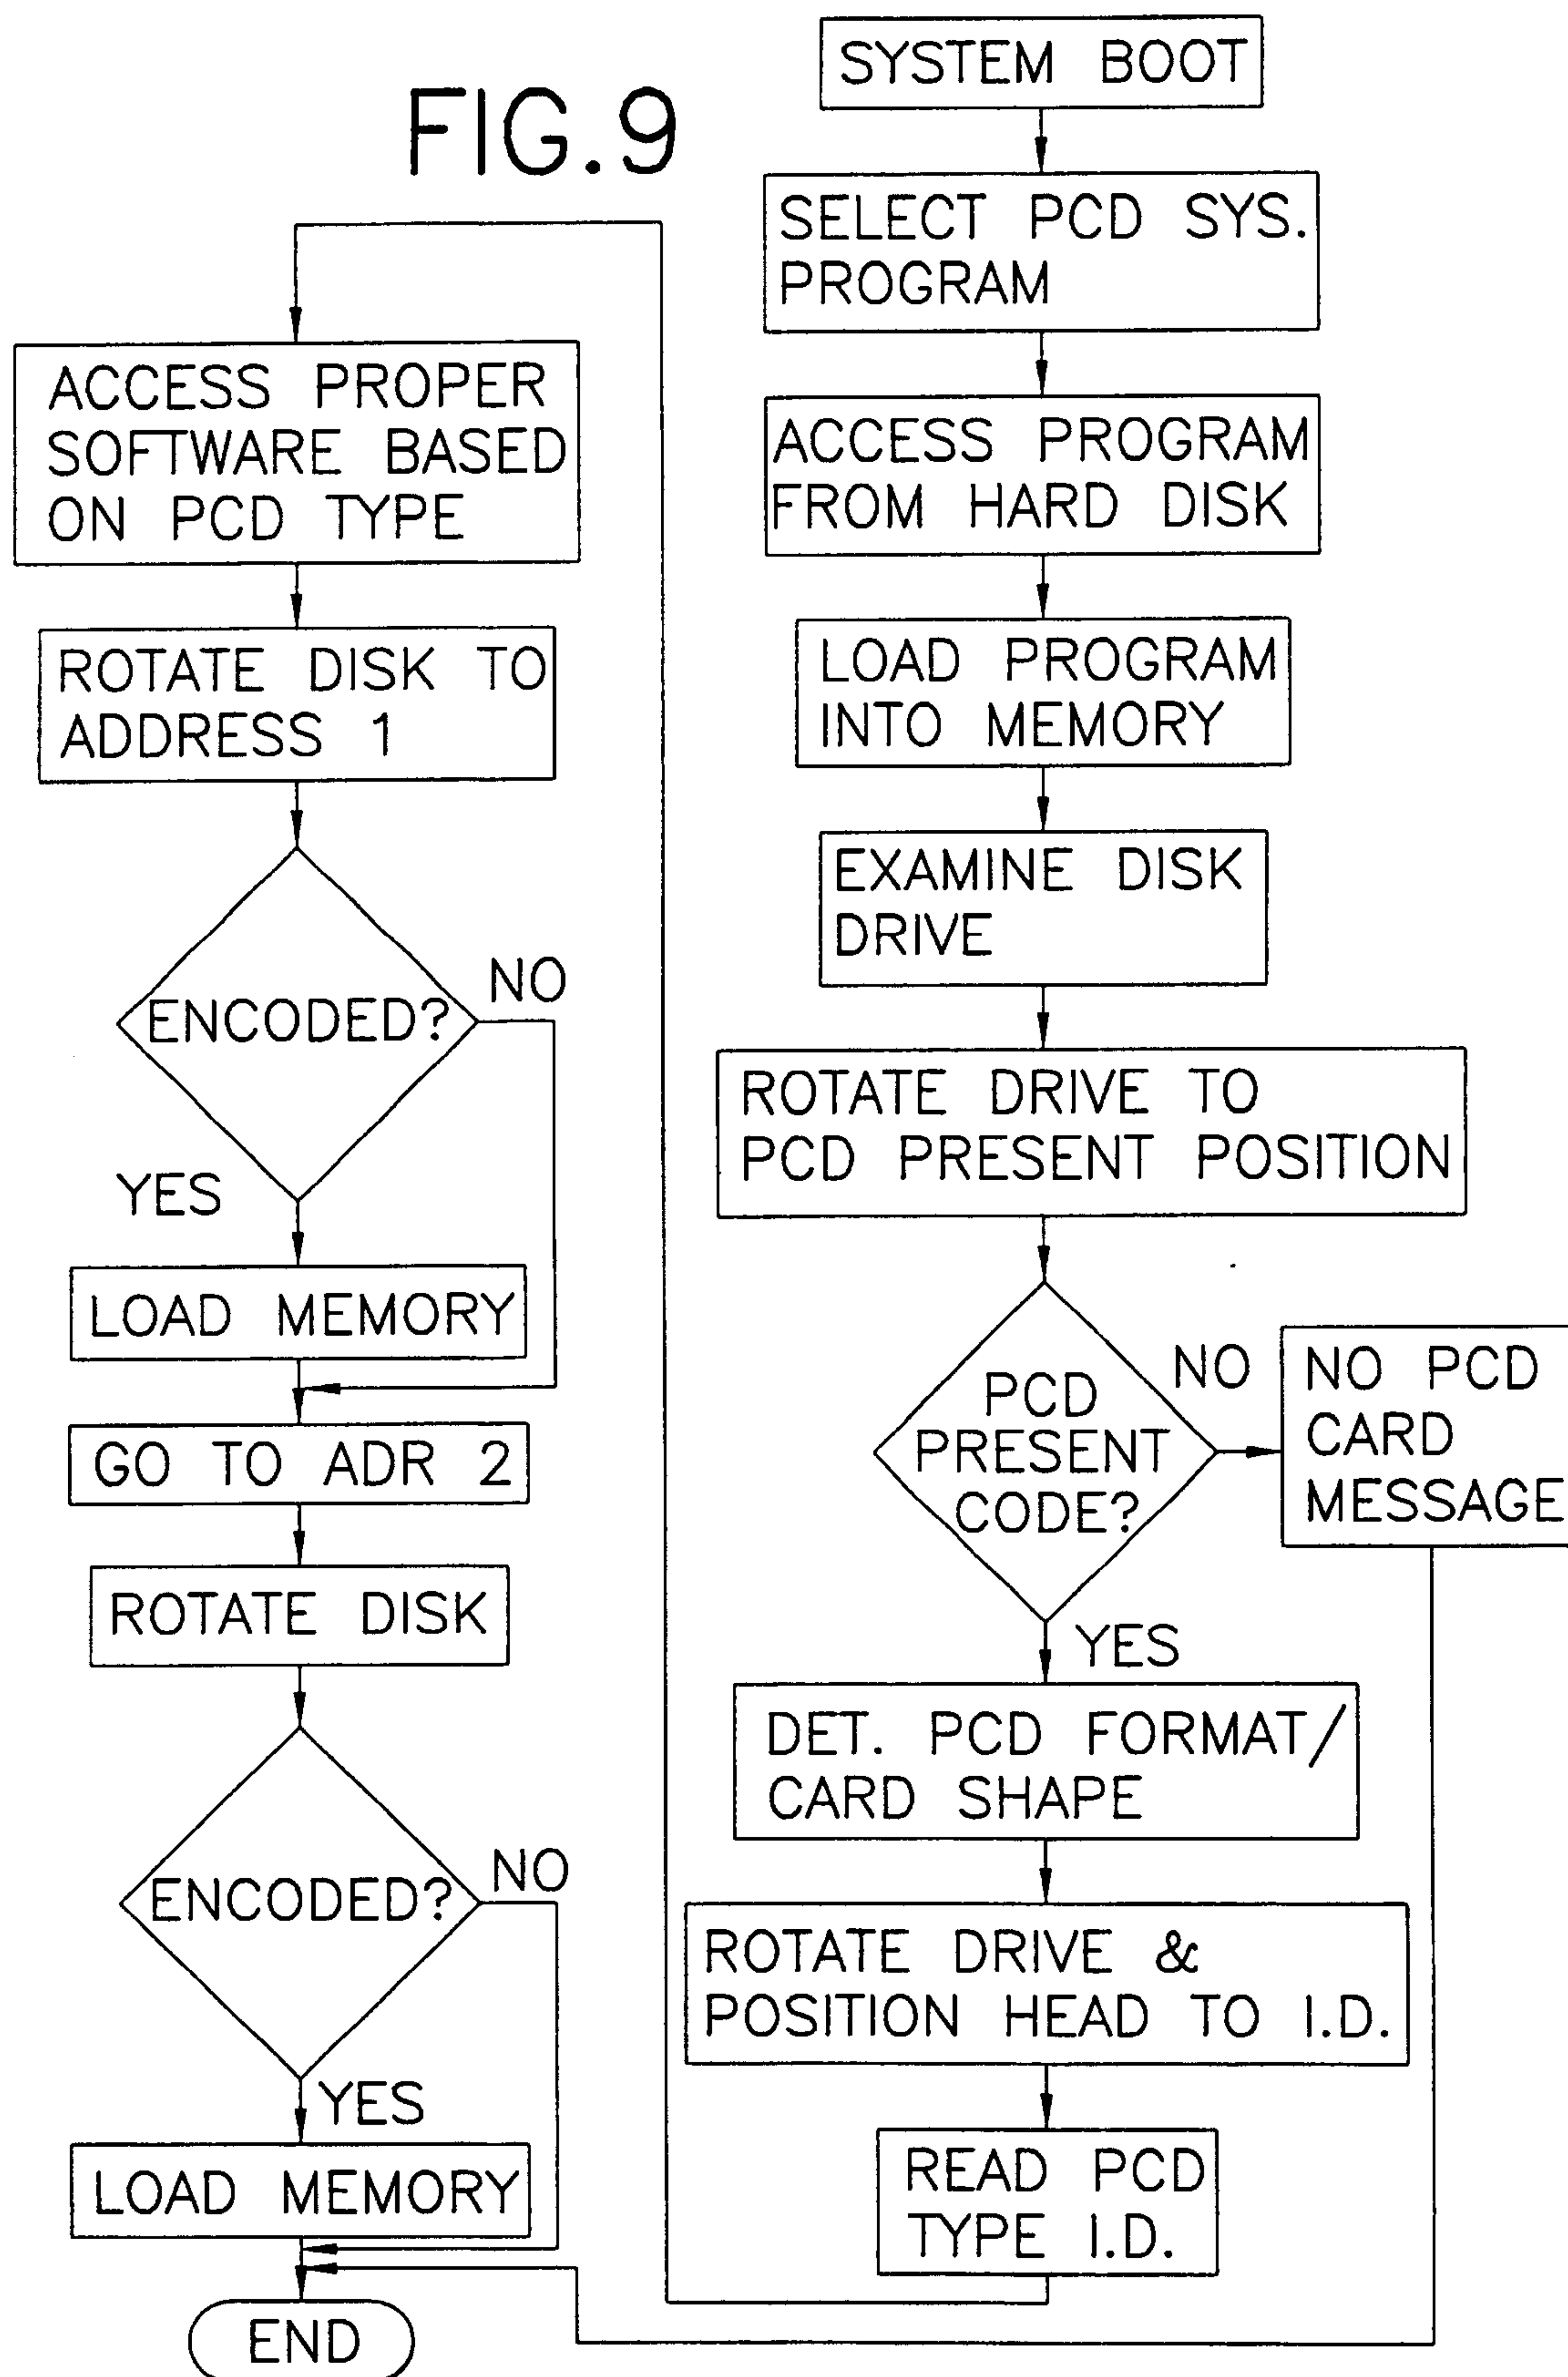 FIG.9
SYSTEM BOOT
SELECT PCD SYS.
PROGRAM
ACCESS PROGRAM
FROM HARD DISK
LOAD PROGRAM
INTO MEMORY
EXAMINE DISK
DRIVE
ROTATE DRIVE TO
PCD PRESENT POSITION
PCD
PRESENT
CODE?
NO
NO PCD
CARD
MESSAGE
YES
DET. PCD FORMAT/
CARD SHAPE
ROTATE DRIVE &
POSITION HEAD TO I.D.
READ PCD
TYPE I.D.
ACCESS PROPER
SOFTWARE BASED
ON PCD TYPE
ROTATE DISK TO
ADDRESS 1
ENCODED?
NO
YES
LOAD MEMORY
GO TO ADR 2
ROTATE DISK
ENCODED?
NO
YES
LOAD MEMORY
END